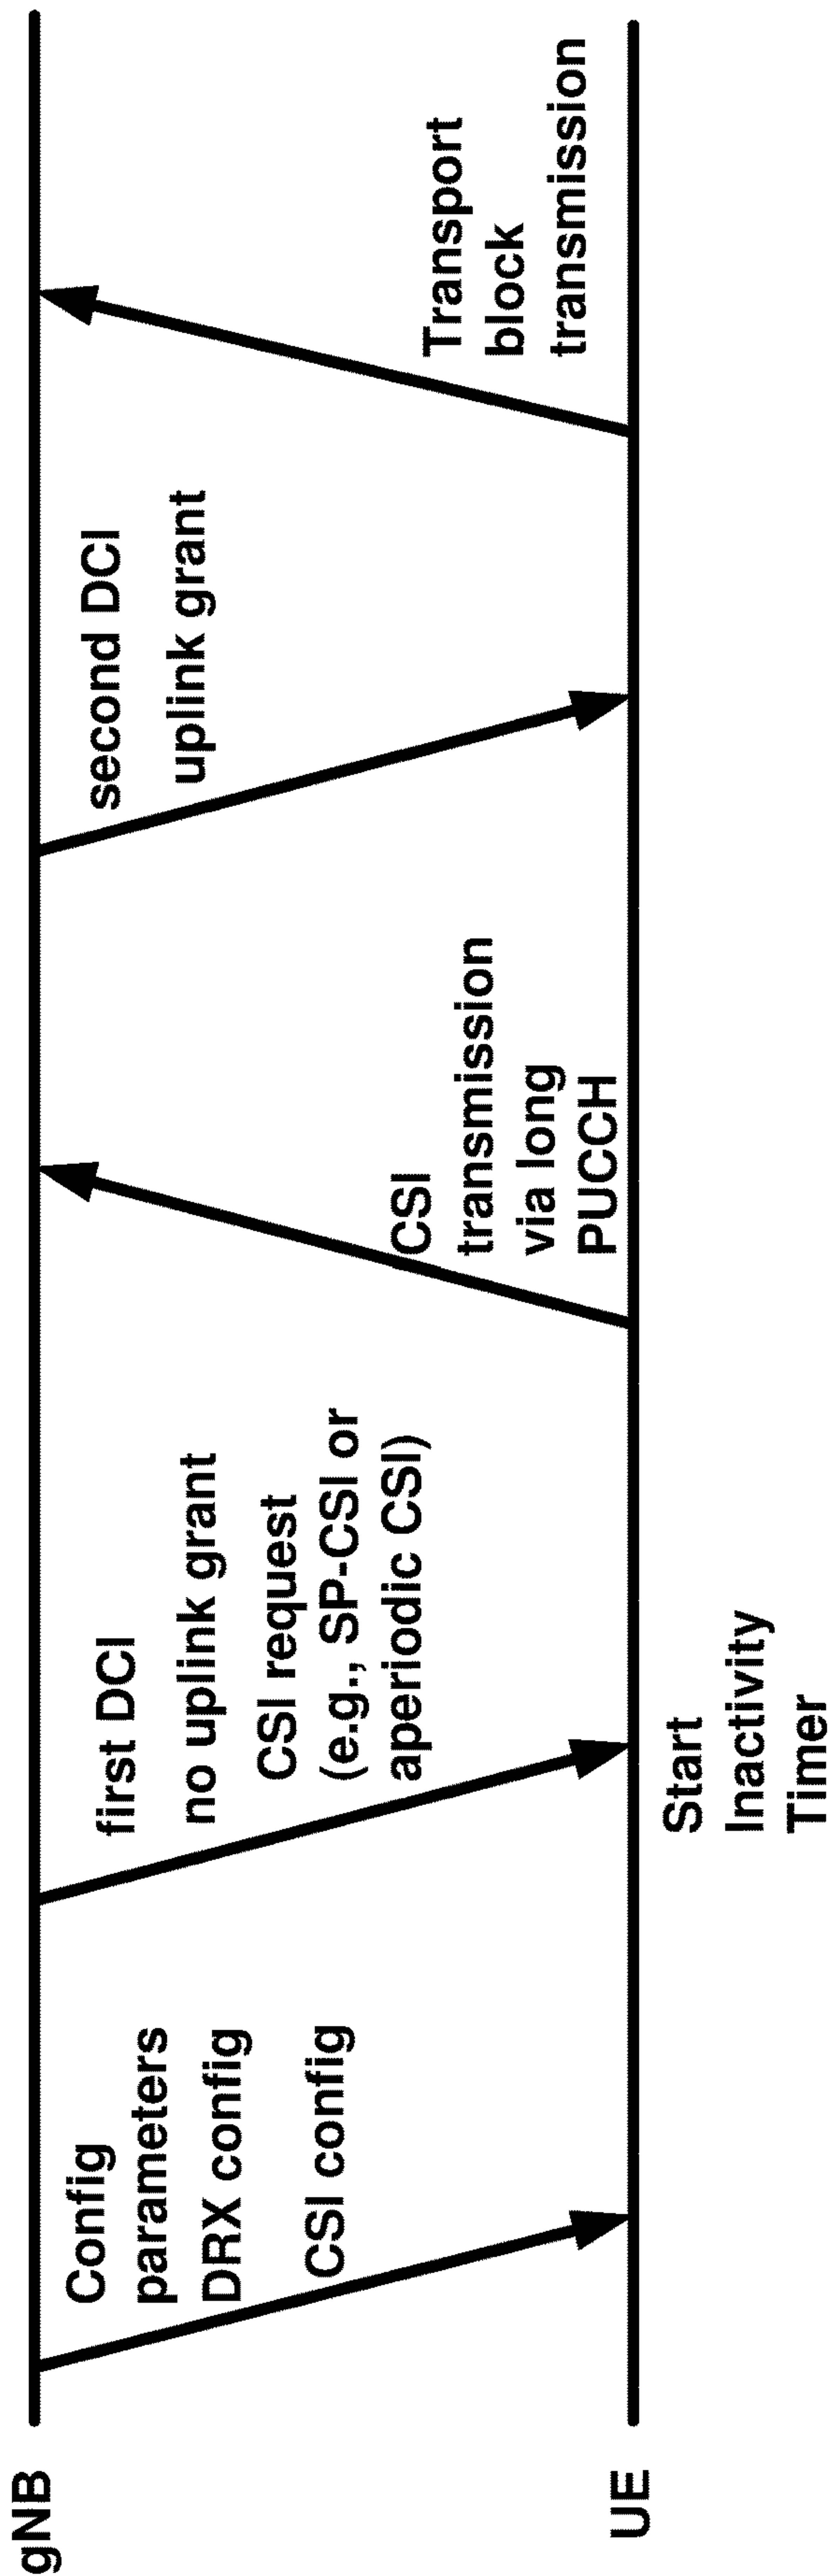 gNB
Config
parameters
DRX config
CSI config
first DCI
no uplink grant
CSI request
(e.g., SP-CSI or
aperiodic CSI)
CSI
transmission
via long
PUCCH
second DCI
uplink grant
Transport
block
transmission
UE
Start
Inactivity
Timer